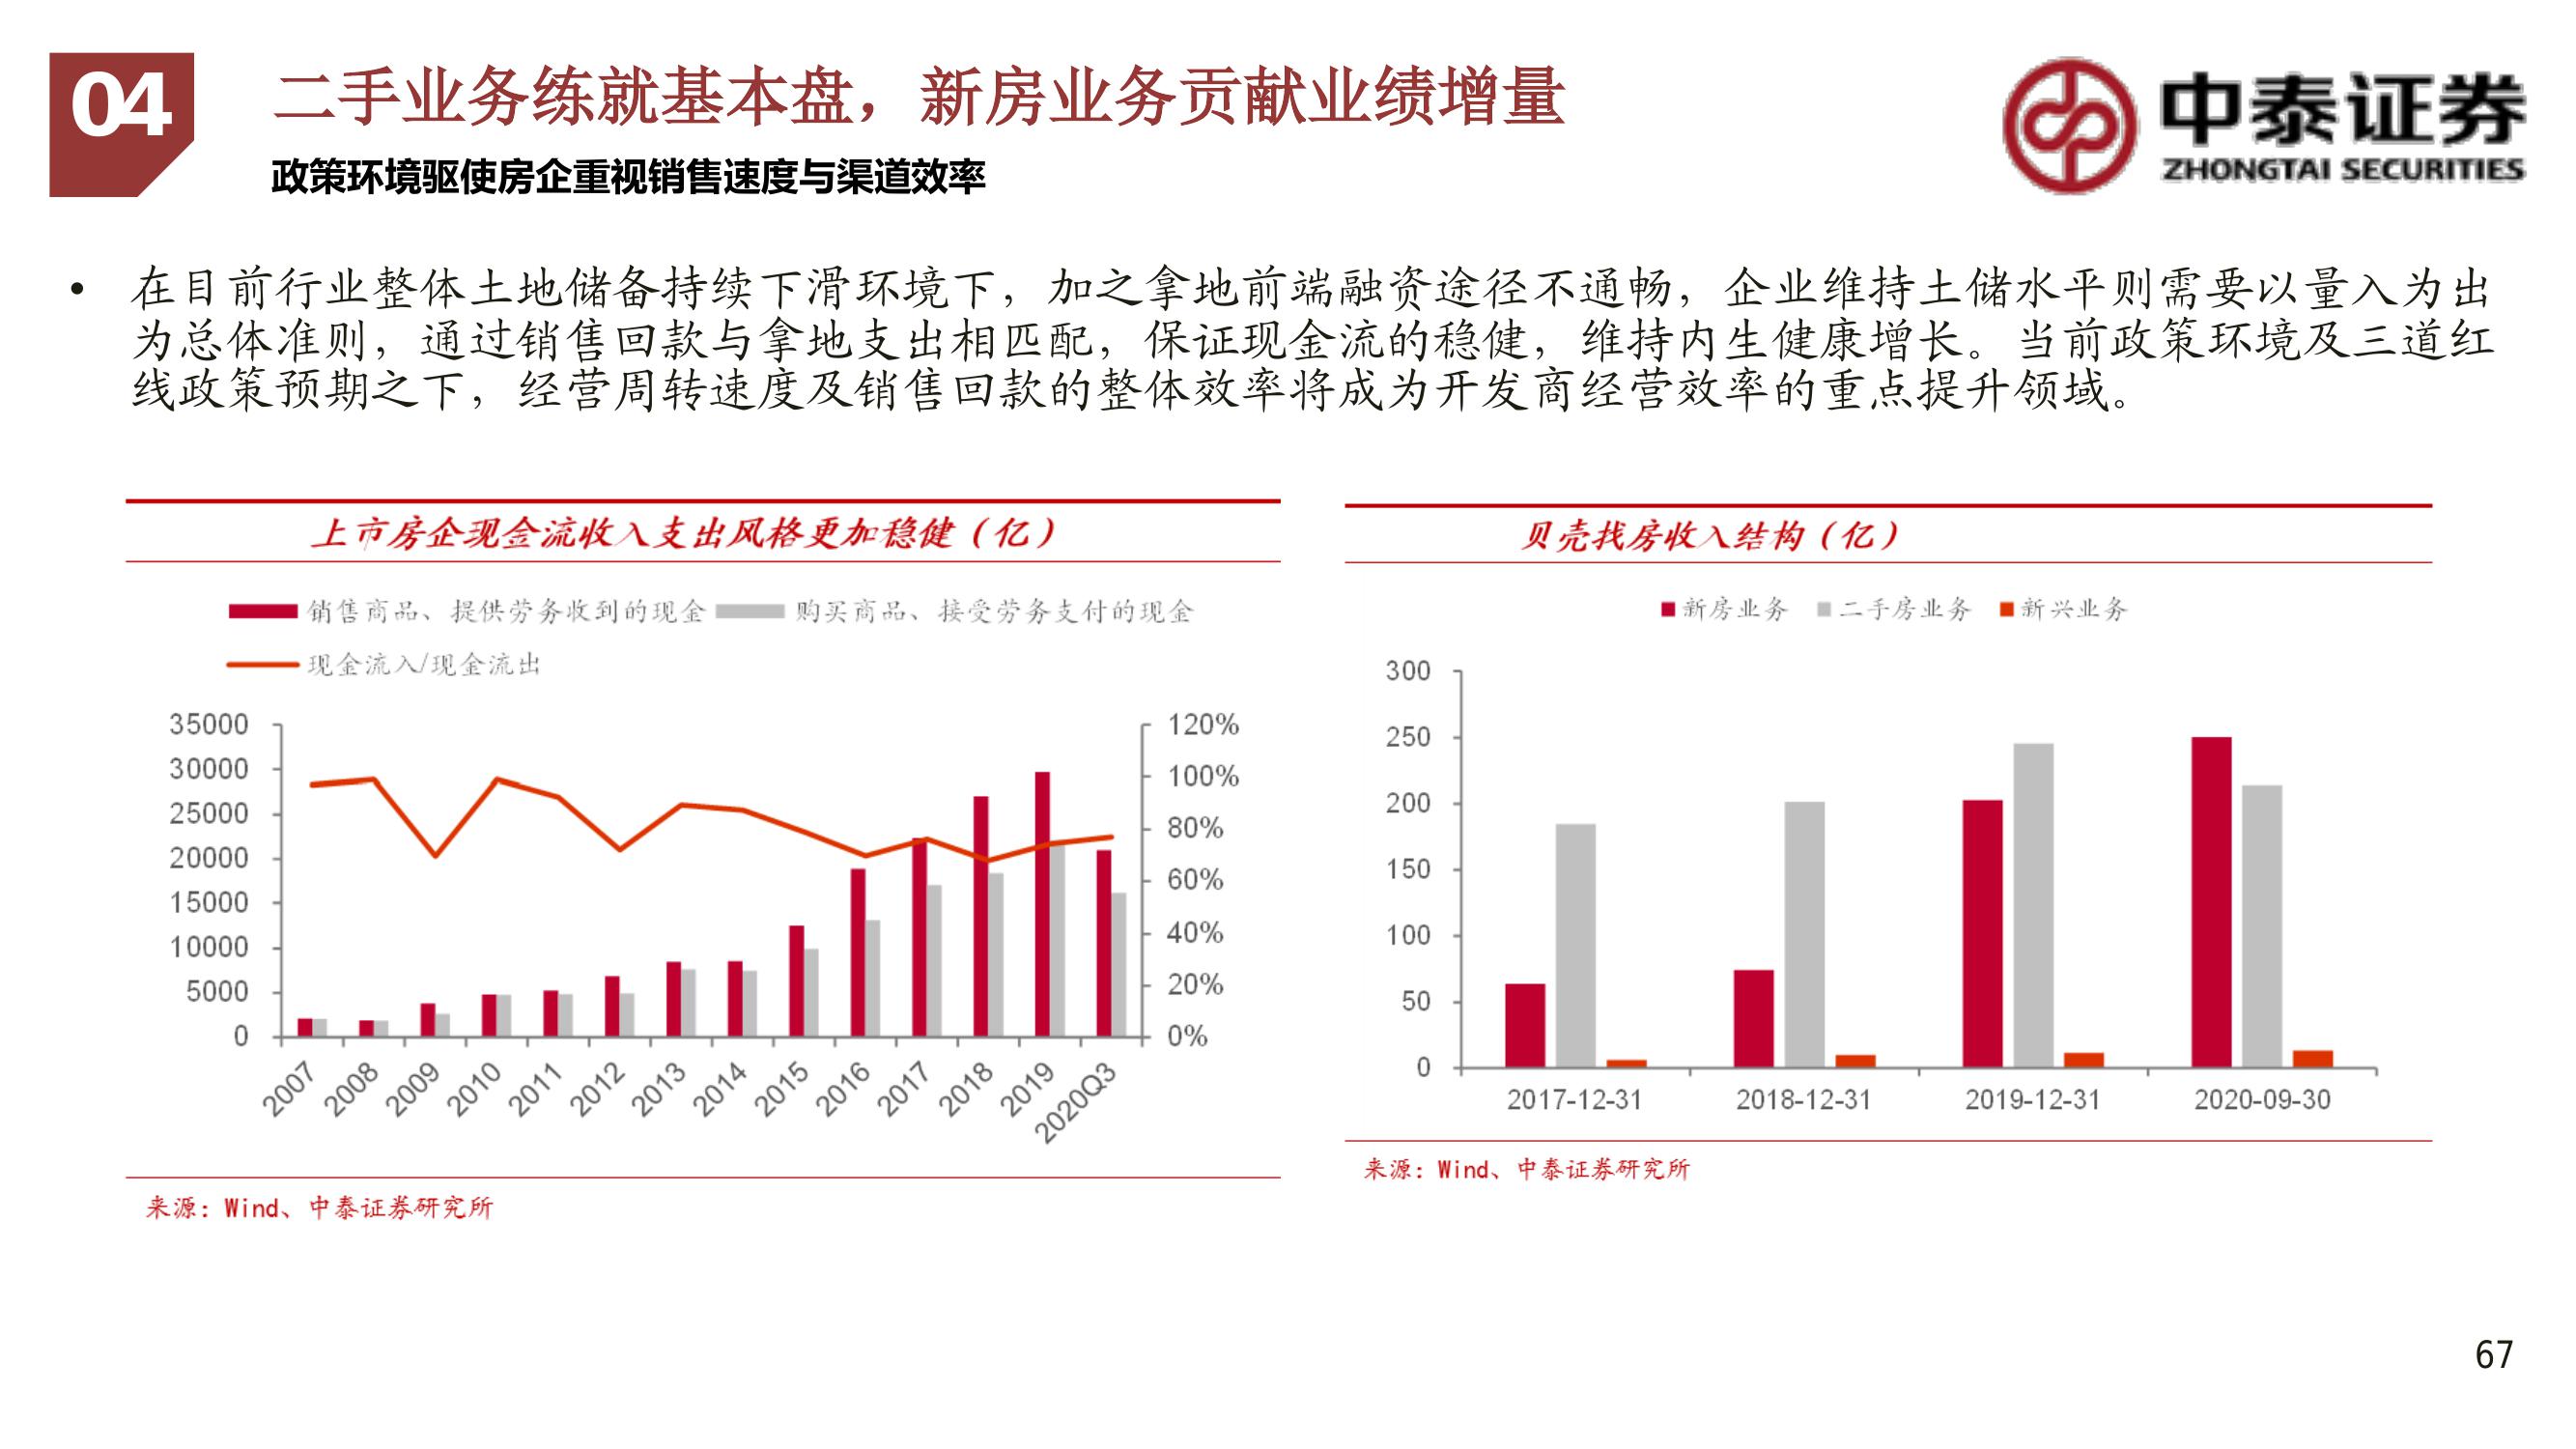 04
二手业务练就基本盘，新房业务贡献业绩增量
政策环境驱使房企重视销售速度与渠道效率
中泰证券
ZHONGTAI SECURITIES
• 在目前行业整体土地储备持续下滑环境下，加之拿地前端融资途径不通畅，企业维持土储水平则需要以量入为出
为总体准则，通过销售回款与拿地支出相匹配，保证现金流的稳健，维持内生健康增长。当前政策环境及三道红
线政策预期之下，经营周转速度及销售回款的整体效率将成为开发商经营效率的重点提升领域。
上市房企现金流收入支出风格更加稳健（亿）
销售商品、提供劳务收到的现金 购买商品、接受劳务支付的现金
现金流入/现金流出
35000
30000
25000
20000
15000
10000
5000
0
120%
100%
80%
60%
40%
20%
0%
2007 2008 2009 2010 2011 2012 2013 2014 2015 2016 2017 2018 2019 2020Q3
来源：Wind、中泰证券研究所
贝壳找房收入结构（亿）
新房业务 二手房业务 新兴业务
300
250
200
150
100
50
0
2017-12-31 2018-12-31 2019-12-31 2020-09-30
来源：Wind、中泰证券研究所
67